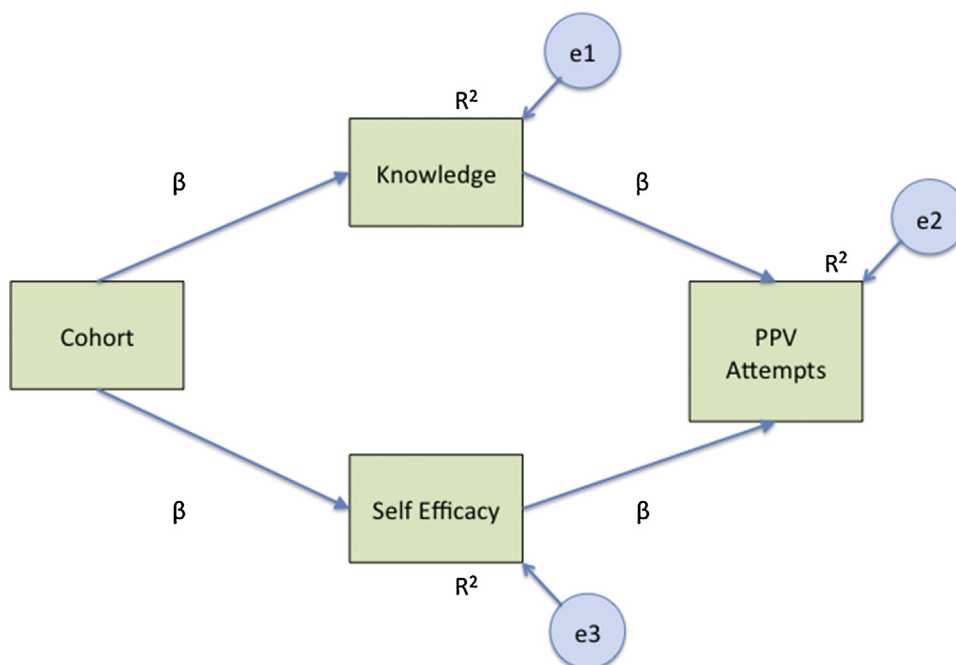 e1
R²
Knowledge
β
β
e2
R²
Cohort
PPV
Attempts
Self Efficacy
β
β
R²
e3